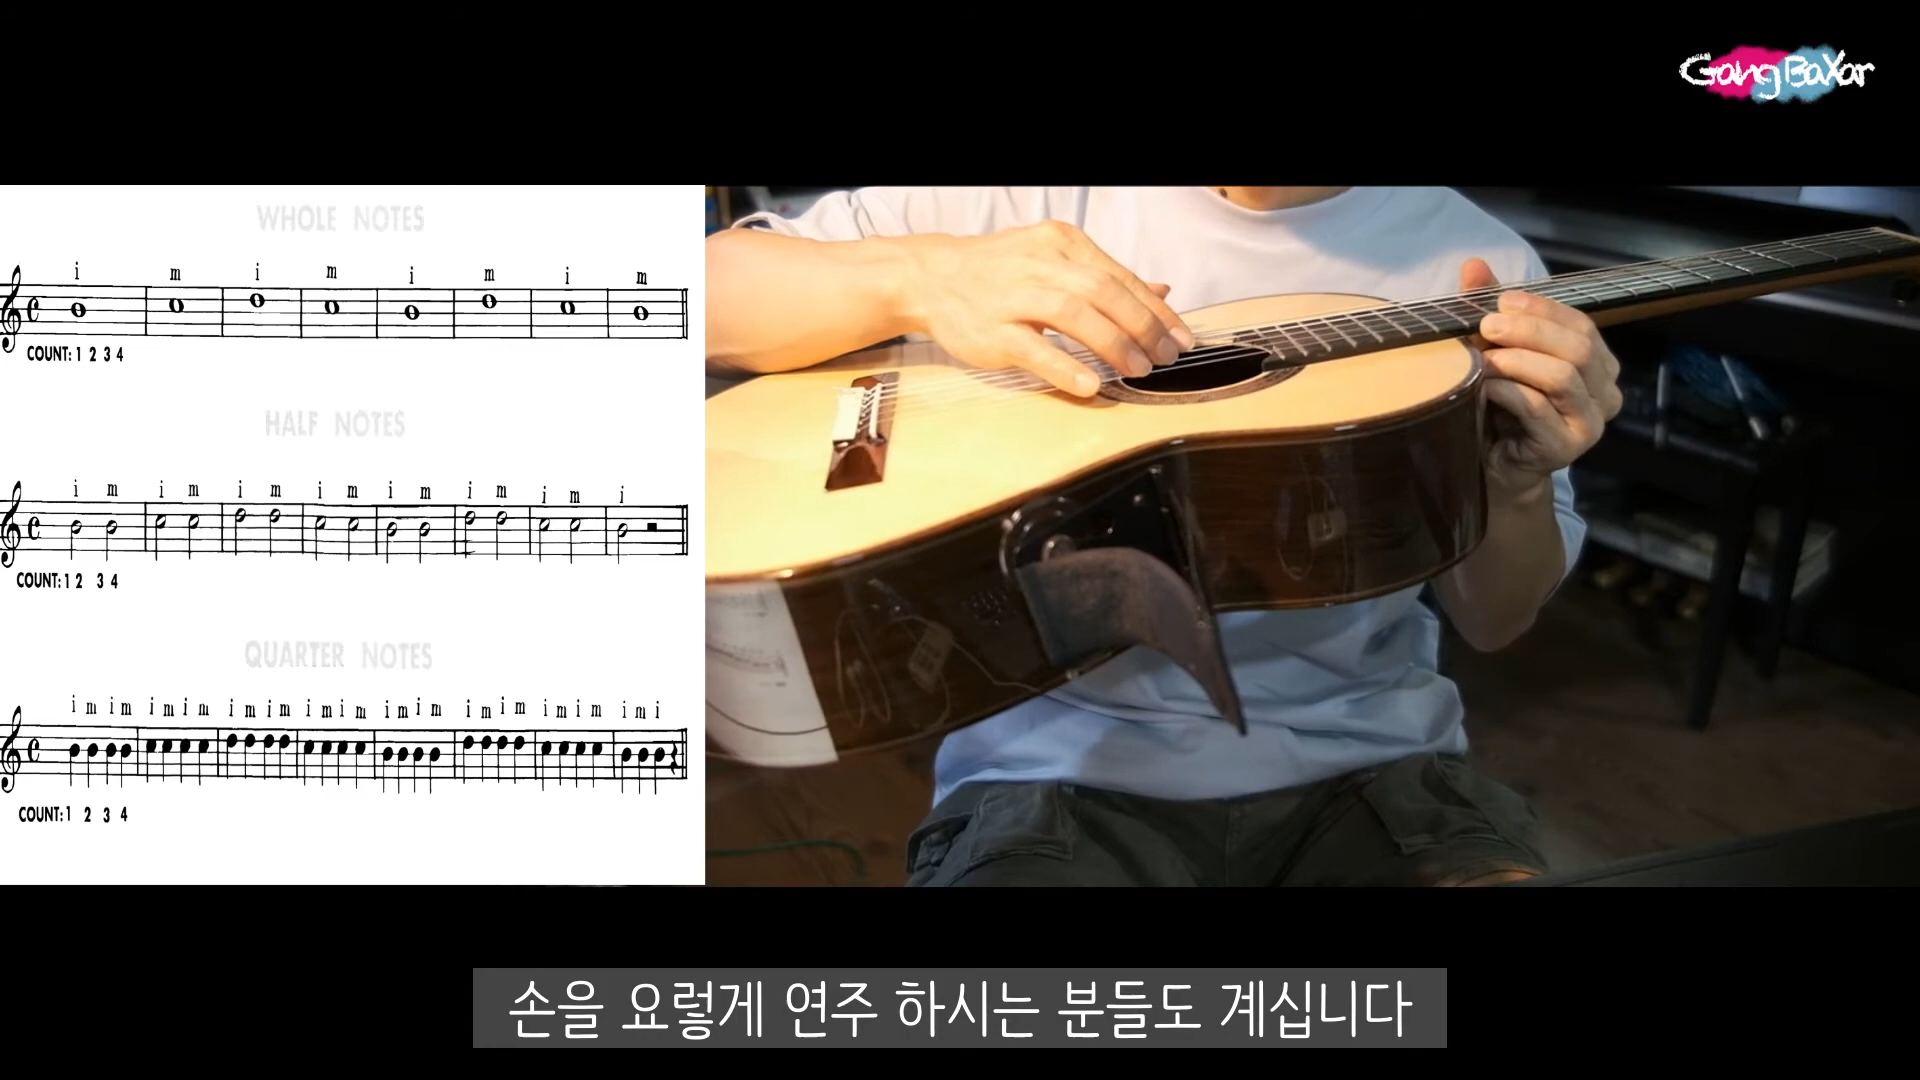 GangBaXar
WHOLE NOTES
i m i m i m i m
COUNT: 1 2 3 4
HALF NOTES
i m i m i m i m i m i m i m i
COUNT: 1 2 3 4
QUARTER NOTES
i m i m i m i m i m i m i m i m i m i m i m i m i m i m i m i
COUNT: 1 2 3 4
손을 요렇게 연주 하시는 분들도 계십니다